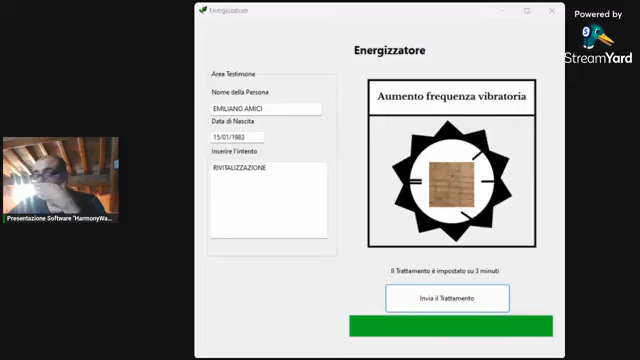 Energizzatore
Powered by
StreamYard
Energizzatore
Area Testimone
Nome della Persona
EMILIANO AMICI
Data di Nascita
15/01/1983
Inserire l'intento
RIVITALIZZAZIONE
Aumento frequenza vibratoria
Presentazione Software "HarmonyWa...
Il Trattamento è impostato su 3 minuti
Invia il Trattamento